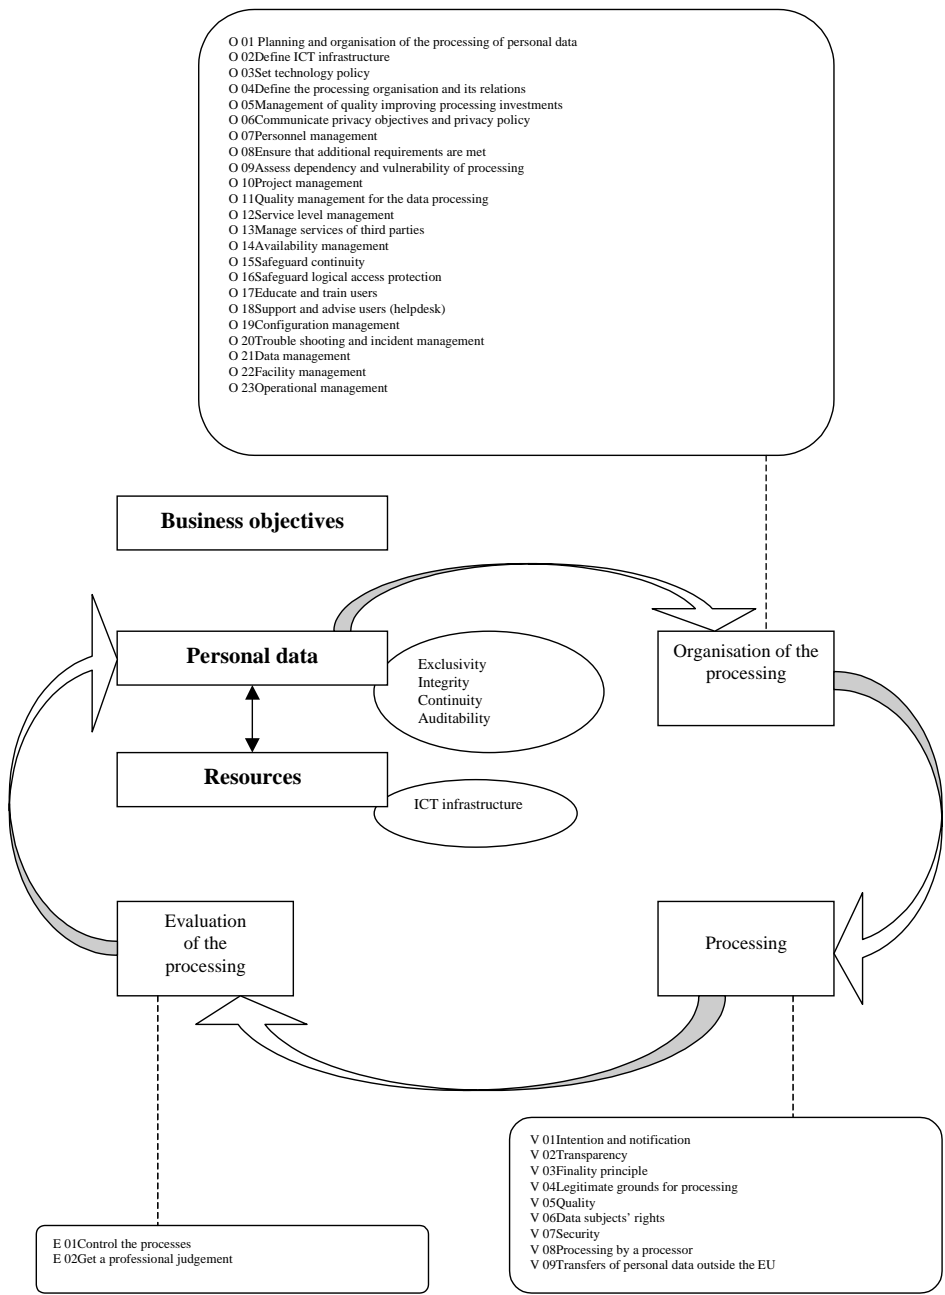 O 01 Planning and organisation of the processing of personal data
O 02Define ICT infrastructure
O 03Set technology policy
O 04Define the processing organisation and its relations
O 05Management of quality improving processing investments
O 06Communicate privacy objectives and privacy policy
O 07Personnel management
O 08Ensure that additional requirements are met
O 09Assess dependency and vulnerability of processing
O 10Project management
O 11Quality management for the data processing
O 12Service level management
O 13Manage services of third parties
O 14Availability management
O 15Safeguard continuity
O 16Safeguard logical access protection
O 17Educate and train users
O 18Support and advise users (helpdesk)
O 19Configuration management
O 20Trouble shooting and incident management
O 21Data management
O 22Facility management
O 23Operational management
Business objectives
Personal data
Exclusivity
Integrity
Continuity
Auditability
Organisation of the
processing
Resources
ICT infrastructure
Evaluation
of the
processing
Processing
V 01Intention and notification
V 02Transparency
V 03Finality principle
V 04Legitimate grounds for processing
V 05Quality
V 06Data subjects’ rights
V 07Security
V 08Processing by a processor
V 09Transfers of personal data outside the EU
E 01Control the processes
E 02Get a professional judgement